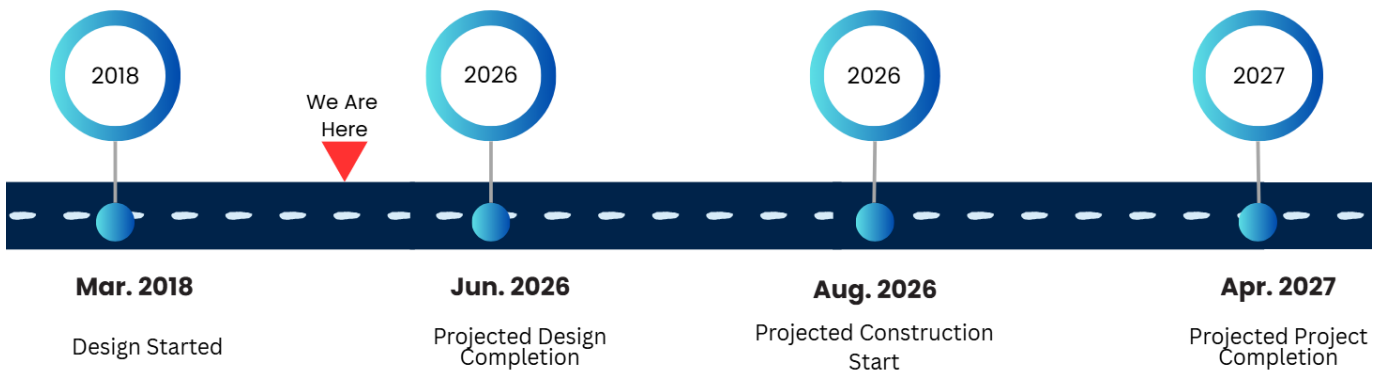 2018
We Are
Here
2026
2026
2027
Mar. 2018
Design Started
Jun. 2026
Projected Design
Completion
Aug. 2026
Projected Construction
Start
Apr. 2027
Projected Project
Completion